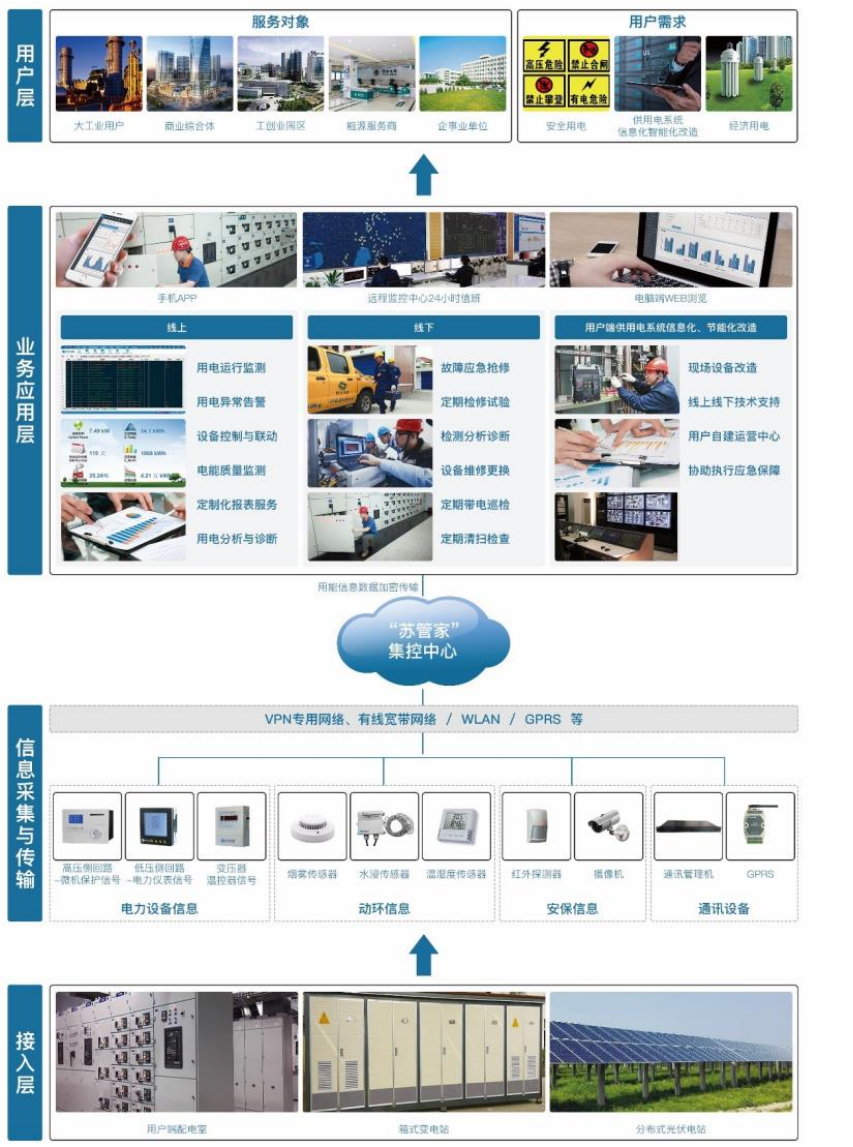 用户层
服务对象
大工业用户
商业综合体
工创业园区
能源服务商
企事业单位
用户需求
高压危险
禁止合闸
禁止攀登
有电危险
安全用电
供用电系统
信息化智能化改造
经济用电
业务应用层
手机APP
远程监控中心24小时值班
电脑端WEB浏览
线上
用电运行监测
用电异常告警
设备控制与联动
电能质量监测
定制化报表服务
用电分析与诊断
线下
故障应急抢修
定期检修试验
检测分析诊断
设备维修更换
定期带电巡检
定期清扫检查
用户端供用电系统信息化、节能化改造
现场设备改造
线上线下技术支持
用户自建运营中心
协助执行应急保障
用能信息数据加密传输
“苏管家”
集控中心
信息采集与传输
VPN专用网络、有线宽带网络 / WLAN / GPRS 等
高压侧回路
-微机保护信号
低压侧回路
-电力仪表信号
变压器
温控器信号
电力设备信息
烟雾传感器
水浸传感器
温湿度传感器
动环信息
红外探测器
摄像机
安保信息
通讯管理机
GPRS
通讯设备
接入层
用户端配电室
箱式变电站
分布式光伏电站